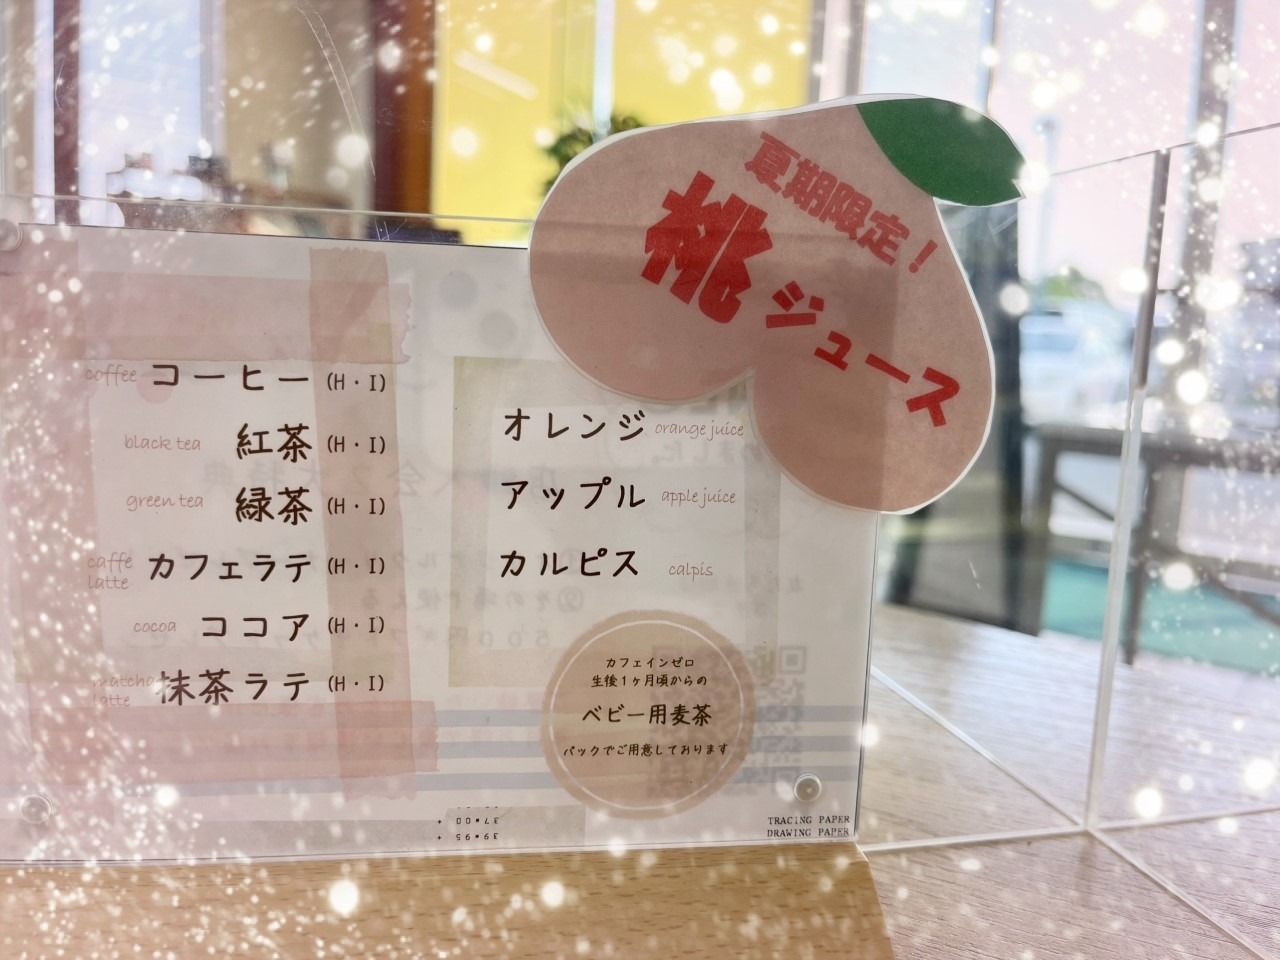 夏期限定!
桃ジュース
coffee コーヒー (H・I)
black tea 紅茶 (H・I)
green tea 緑茶 (H・I)
caffe latte カフェラテ (H・I)
cocoa ココア (H・I)
matcha latte 抹茶ラテ (H・I)
オレンジ orange juice
アップル apple juice
カルピス calpis
カフェインゼロ
生後1ヶ月頃からの
ベビー用麦茶
パックでご用意しております
TRACING PAPER
DRAWING PAPER